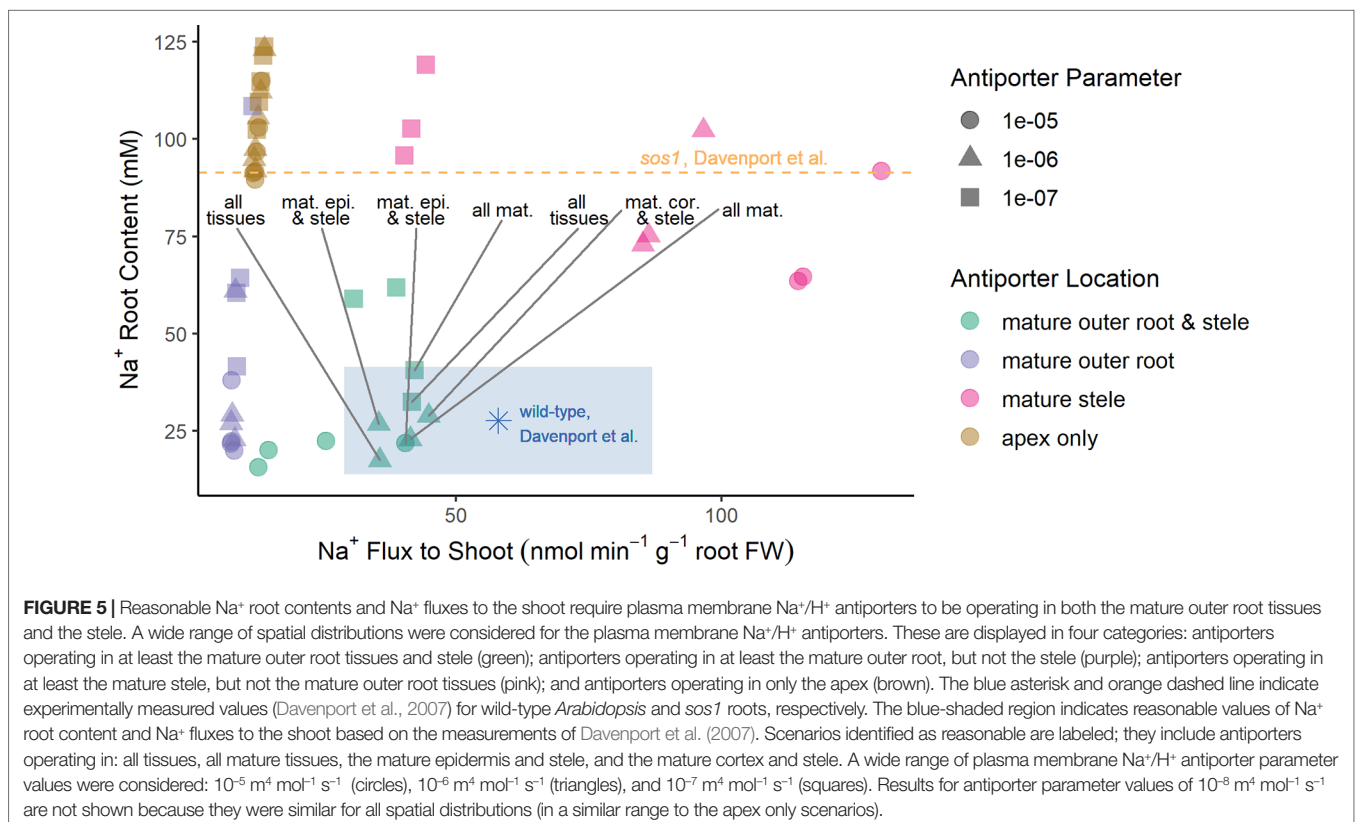 125
100
75
50
25
Na⁺ Root Content (mM)
sos1, Davenport et al.
all
tissues
mat. epi.
& stele
mat. epi.
& stele
all mat.
all
tissues
mat. cor.
& stele
all mat.
wild-type,
Davenport et al.
50
100
Na⁺ Flux to Shoot (nmol min⁻¹ g⁻¹ root FW)
Antiporter Parameter
1e-05
1e-06
1e-07
Antiporter Location
mature outer root & stele
mature outer root
mature stele
apex only
FIGURE 5 | Reasonable Na⁺ root contents and Na⁺ fluxes to the shoot require plasma membrane Na⁺/H⁺ antiporters to be operating in both the mature outer root tissues
and the stele. A wide range of spatial distributions were considered for the plasma membrane Na⁺/H⁺ antiporters. These are displayed in four categories: antiporters
operating in at least the mature outer root tissues and stele (green); antiporters operating in at least the mature outer root, but not the stele (purple); antiporters operating in
at least the mature stele, but not the mature outer root tissues (pink); and antiporters operating in only the apex (brown). The blue asterisk and orange dashed line indicate
experimentally measured values (Davenport et al., 2007) for wild-type Arabidopsis and sos1 roots, respectively. The blue-shaded region indicates reasonable values of Na⁺
root content and Na⁺ fluxes to the shoot based on the measurements of Davenport et al. (2007). Scenarios identified as reasonable are labeled; they include antiporters
operating in: all tissues, all mature tissues, the mature epidermis and stele, and the mature cortex and stele. A wide range of plasma membrane Na⁺/H⁺ antiporter parameter
values were considered: 10⁻⁵ m⁴ mol⁻¹ s⁻¹ (circles), 10⁻⁶ m⁴ mol⁻¹ s⁻¹ (triangles), and 10⁻⁷ m⁴ mol⁻¹ s⁻¹ (squares). Results for antiporter parameter values of 10⁻⁸ m⁴ mol⁻¹ s⁻¹
are not shown because they were similar for all spatial distributions (in a similar range to the apex only scenarios).